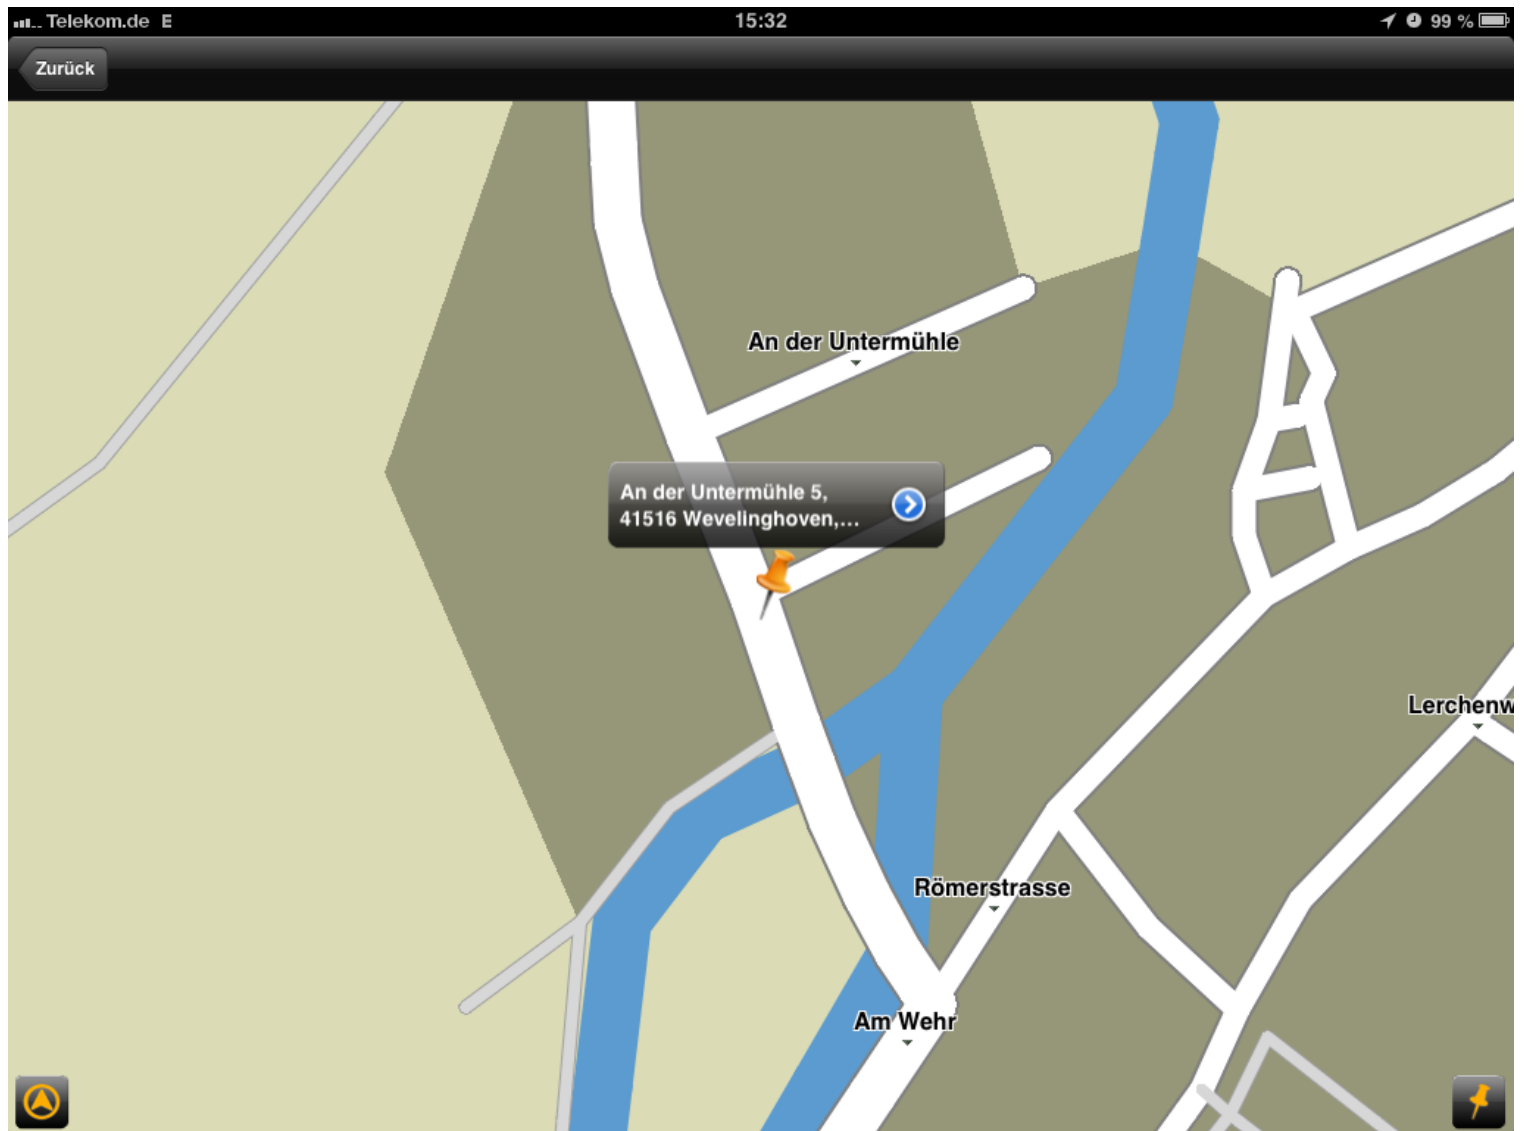 Telekom.de E 15:32 99 %
Zurück
An der Untermühle
An der Untermühle 5,
41516 Wevelinghoven,...
Lerchenw
Römerstrasse
Am Wehr